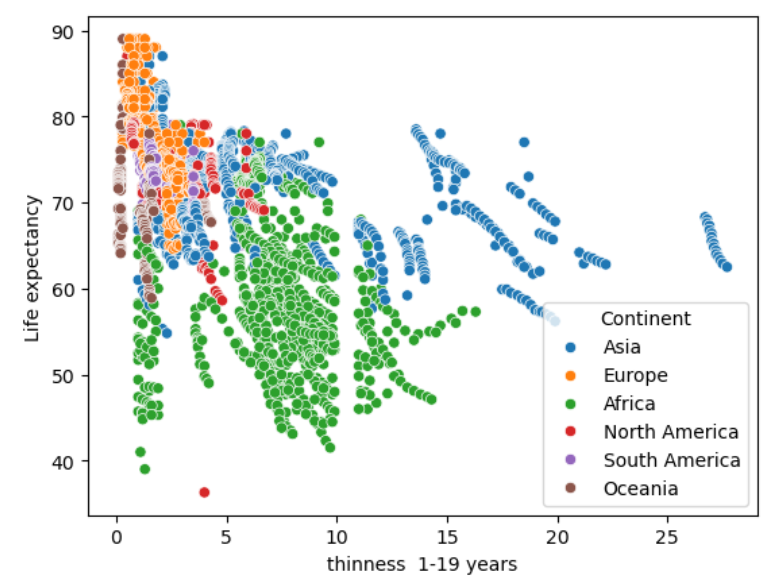 90
80
70
60
50
40
Life expectancy
0
5
10
15
20
25
thinness  1-19 years
Continent
Asia
Europe
Africa
North America
South America
Oceania